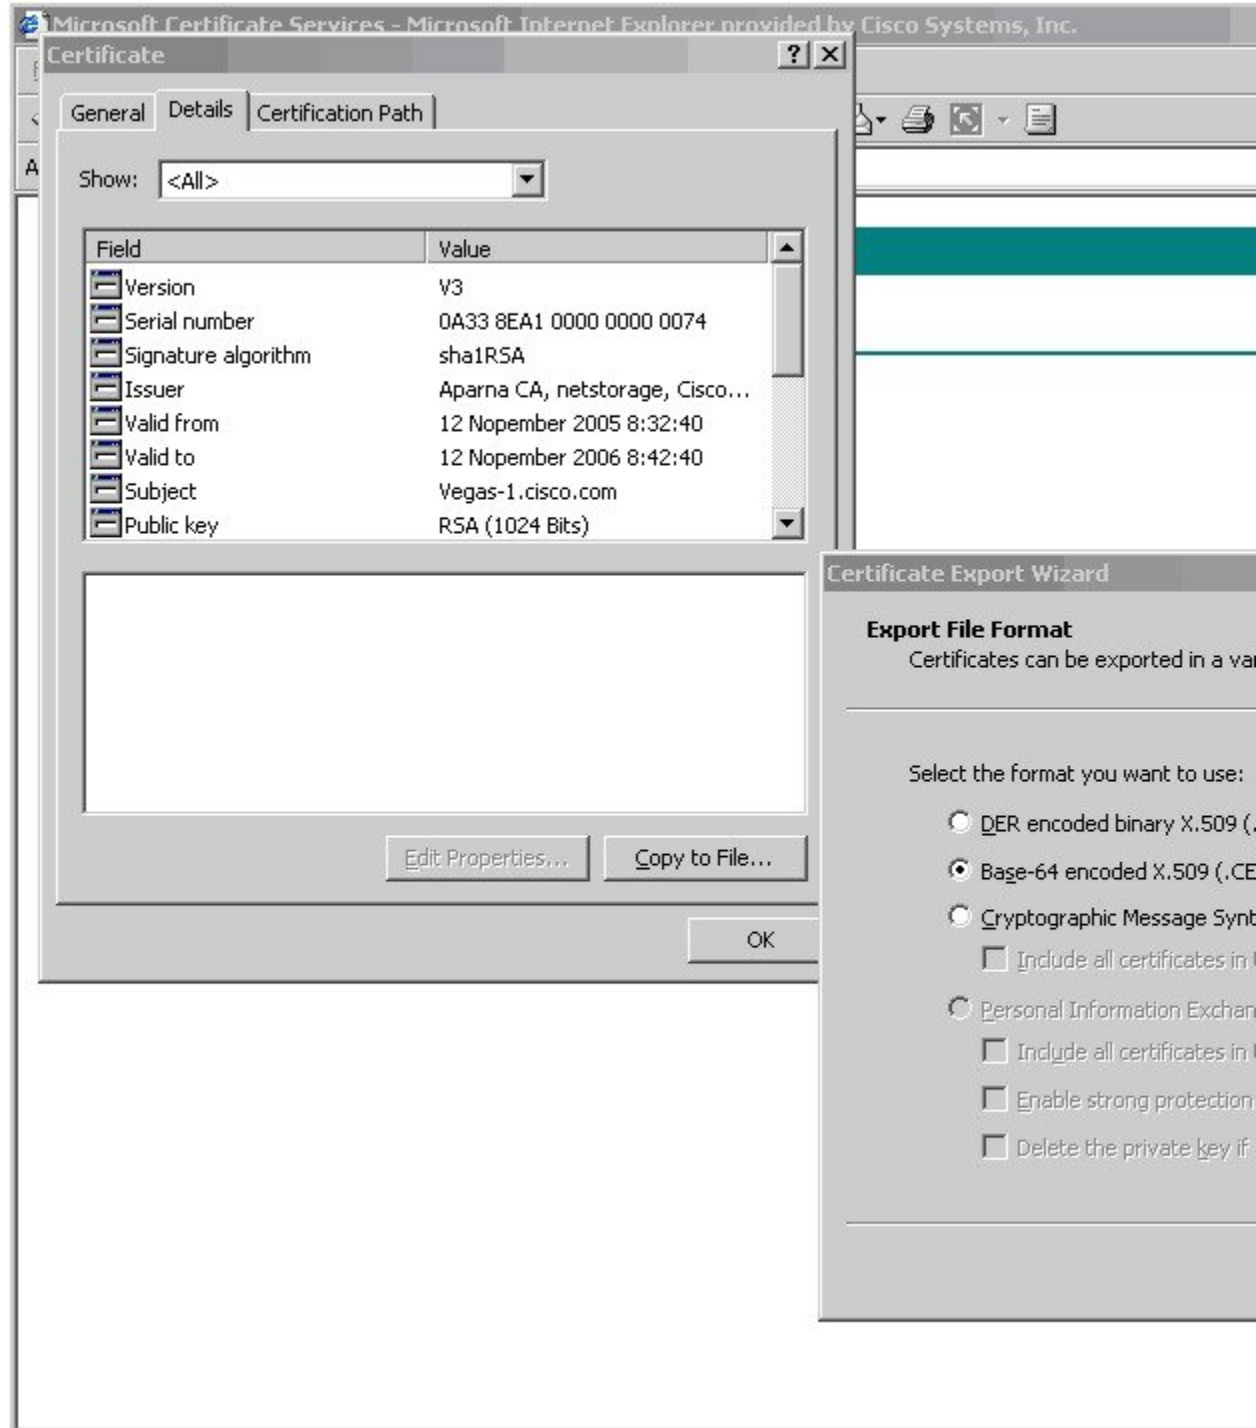 Microsoft Certificate Services - Microsoft Internet Explorer provided by Cisco Systems, Inc.
Certificate
General Details Certification Path
A
Show: <All>
Field Value
Version V3
Serial number 0A33 8EA1 0000 0000 0074
Signature algorithm sha1RSA
Issuer Aparna CA, netstorage, Cisco...
Valid from 12 Nopember 2005 8:32:40
Valid to 12 Nopember 2006 8:42:40
Subject Vegas-1.cisco.com
Public key RSA (1024 Bits)
Edit Properties... Copy to File...
OK
Certificate Export Wizard
Export File Format
Certificates can be exported in a var
Select the format you want to use:
DER encoded binary X.509 (.
Base-64 encoded X.509 (.CE
Cryptographic Message Synt
Include all certificates in
Personal Information Exchan
Include all certificates in
Enable strong protection
Delete the private key if